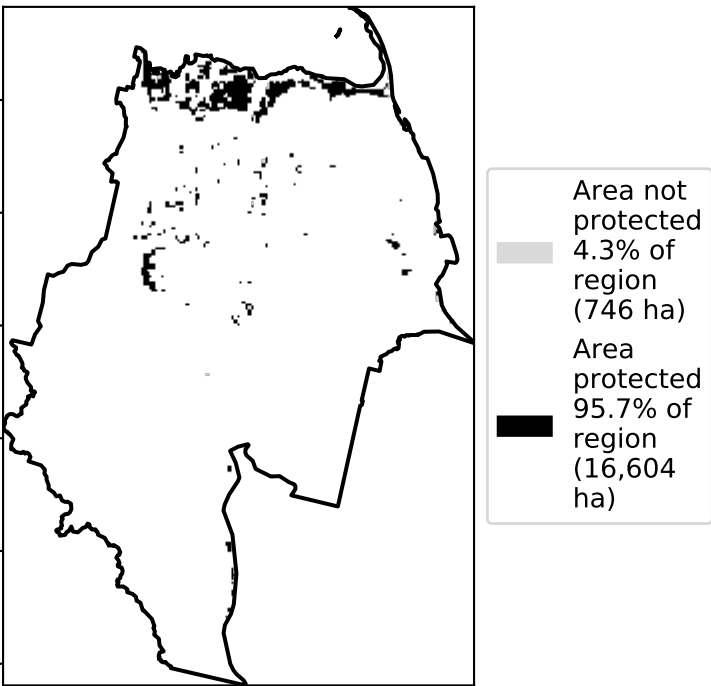 Area not
protected
4.3% of
region
(746 ha)
Area
protected
95.7% of
region
(16,604
ha)